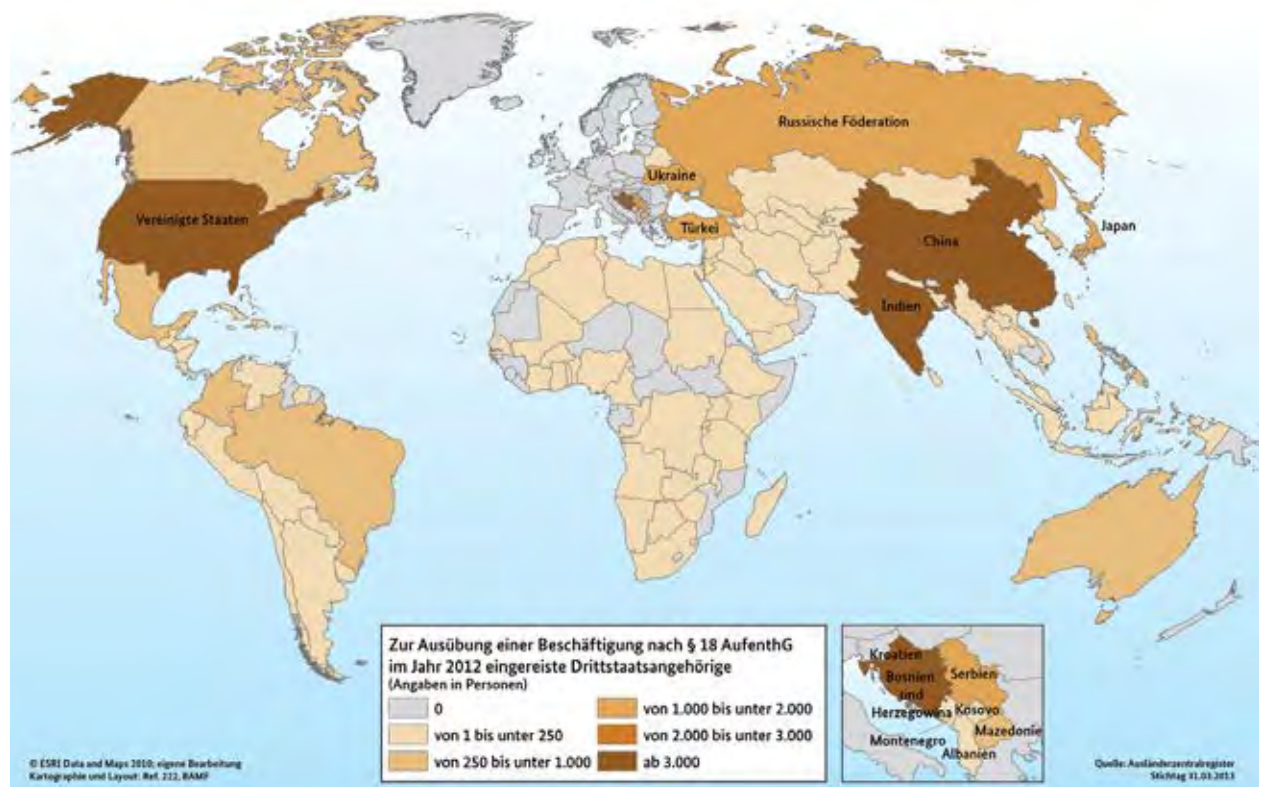 Russische Föderation
Ukraine
Vereinigte Staaten
Türkei
Japan
China
Indien
Zur Ausübung einer Beschäftigung nach § 18 AufenthG
im Jahr 2012 eingereiste Drittstaatsangehörige
(Angaben in Personen)
0
von 1 bis unter 250
von 250 bis unter 1.000
von 1.000 bis unter 2.000
von 2.000 bis unter 3.000
ab 3.000
Kroatien
Bosnien
und
Herzegowina
Serbien
Kosovo
Mazedonie
Montenegro
Albanien
© ESRI Data and Maps 2010; eigene Bearbeitung
Kartographie und Layout: Ref. 222, BAMF
Quelle: Ausländerzentralregister
Stichtag 31.03.2013